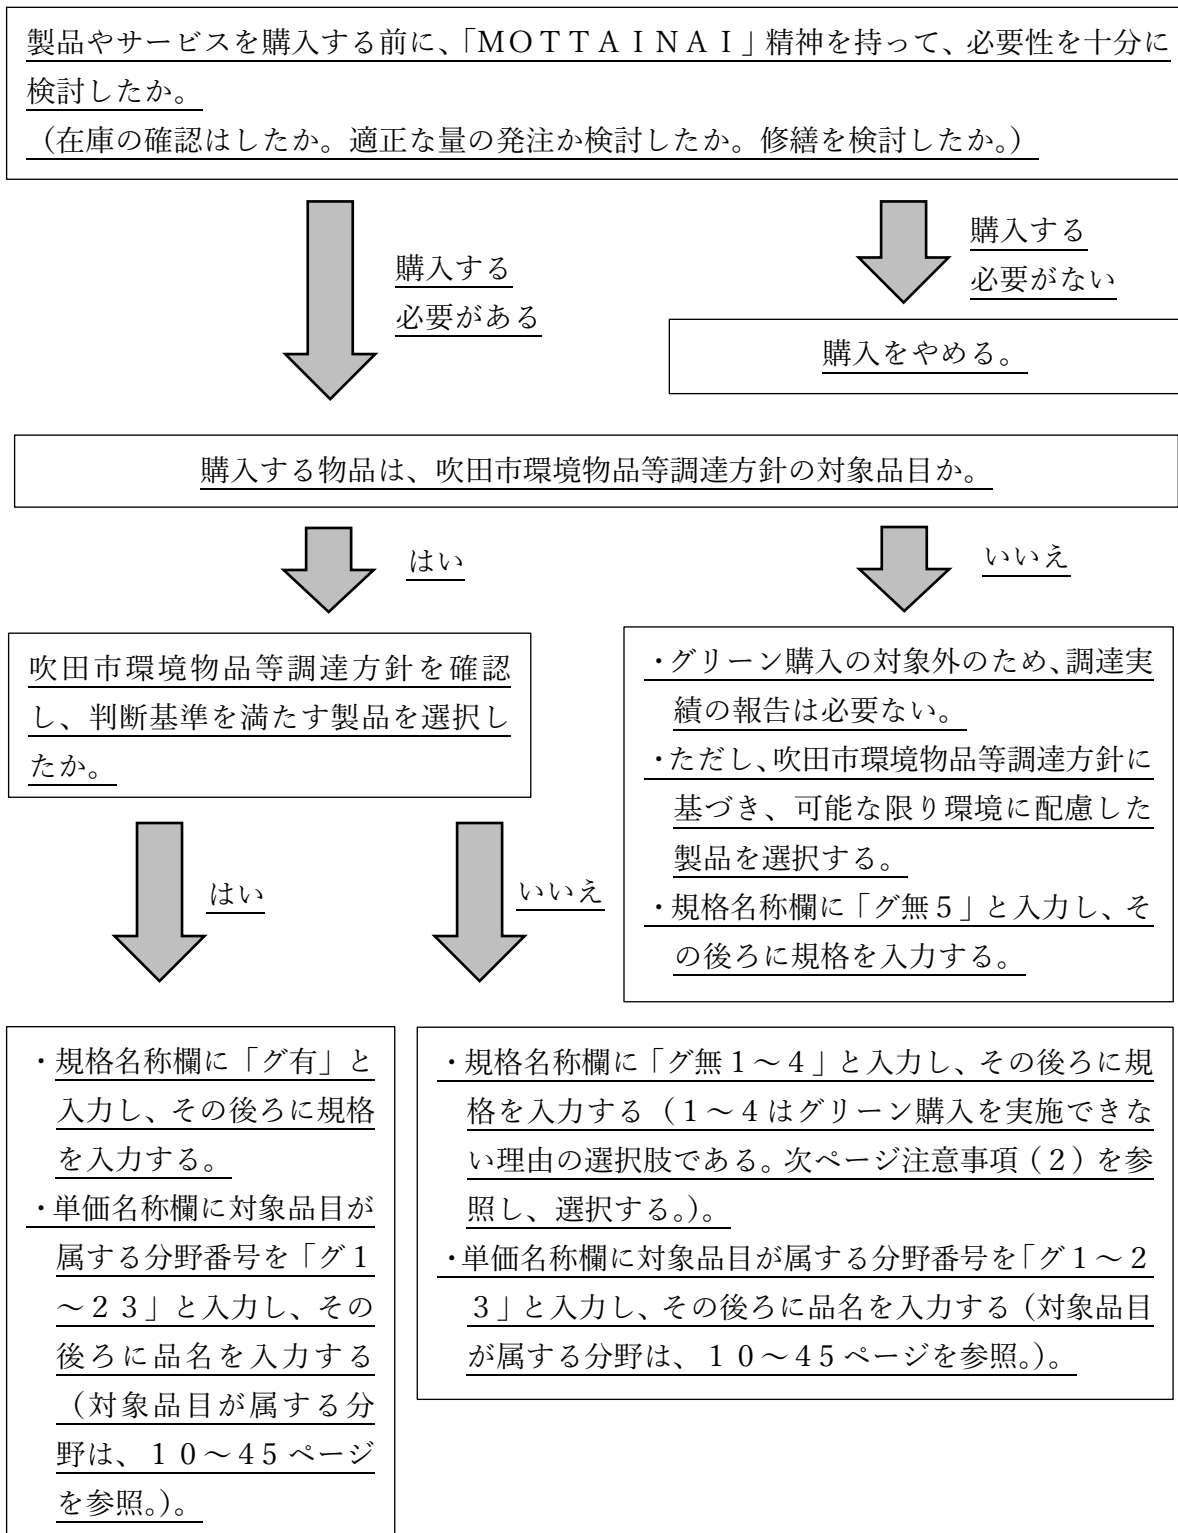 製品やサービスを購入する前に、「ＭＯＴＴＡＩＮＡＩ」精神を持って、必要性を十分に
検討したか。
（在庫の確認はしたか。適正な量の発注か検討したか。修繕を検討したか。）
購入する
必要がある
購入する
必要がない
購入をやめる。
購入する物品は、吹田市環境物品等調達方針の対象品目か。
はい
いいえ
吹田市環境物品等調達方針を確認
し、判断基準を満たす製品を選択し
たか。
・グリーン購入の対象外のため、調達実
績の報告は必要ない。
・ただし、吹田市環境物品等調達方針に
基づき、可能な限り環境に配慮した
製品を選択する。
・規格名称欄に「グ無５」と入力し、そ
の後ろに規格を入力する。
はい
いいえ
・規格名称欄に「グ有」と
入力し、その後ろに規格
を入力する。
・単価名称欄に対象品目が
属する分野番号を「グ１
～２３」と入力し、その
後ろに品名を入力する
（対象品目が属する分
野は、１０～４５ページ
を参照。）。
・規格名称欄に「グ無１～４」と入力し、その後ろに規
格を入力する（１～４はグリーン購入を実施できな
い理由の選択肢である。次ページ注意事項（２）を参
照し、選択する。）。
・単価名称欄に対象品目が属する分野番号を「グ１～２
３」と入力し、その後ろに品名を入力する（対象品目
が属する分野は、１０～４５ページを参照。）。